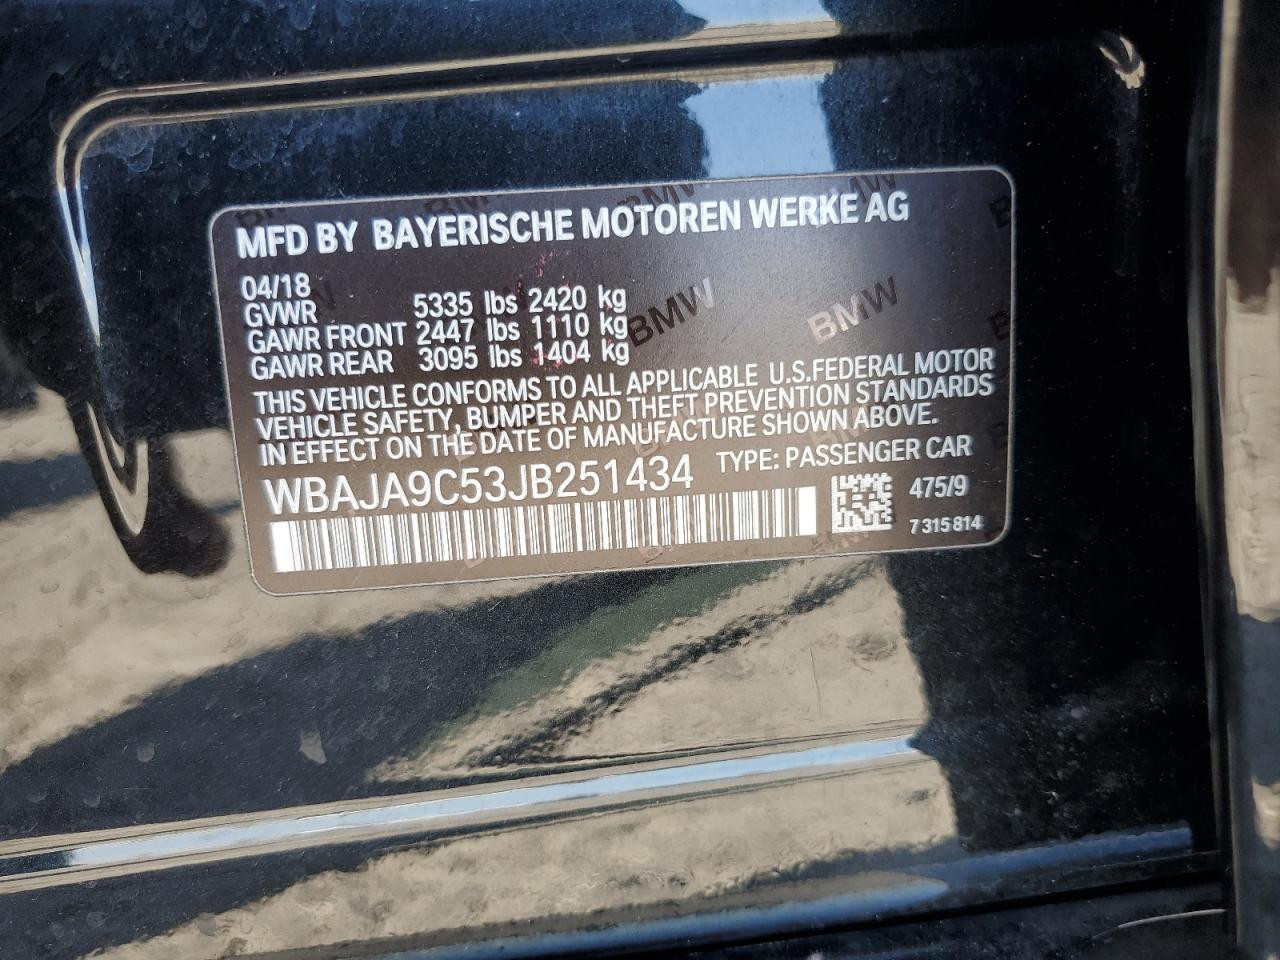 MFD BY BAYERISCHE MOTOREN WERKE AG
04/18
GVWR 5335 lbs 2420 kg
GAWR FRONT 2447 lbs 1110 kg
GAWR REAR 3095 lbs 1404 kg
THIS VEHICLE CONFORMS TO ALL APPLICABLE U.S.FEDERAL MOTOR
VEHICLE SAFETY, BUMPER AND THEFT PREVENTION STANDARDS
IN EFFECT ON THE DATE OF MANUFACTURE SHOWN ABOVE.
WBAJA9C53JB251434 TYPE: PASSENGER CAR
475/9
7 315 814
BMW
BMW